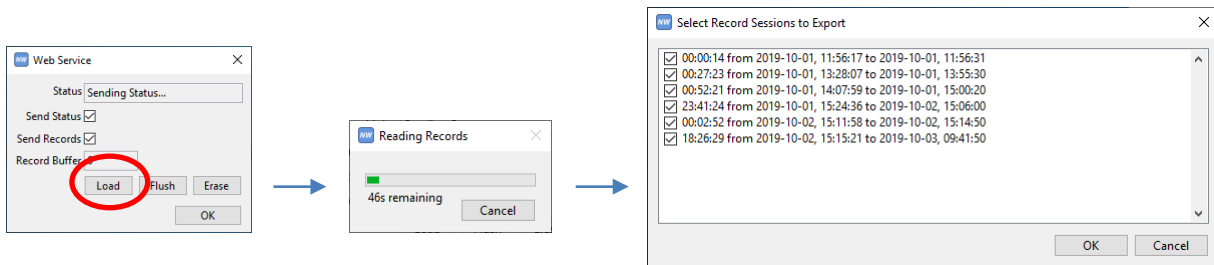 NW Web Service
Status Sending Status...
Send Status
Send Records
Record Buffer
Load Flush Erase
OK
NW Reading Records
46s remaining
Cancel
NW Select Record Sessions to Export
00:00:14 from 2019-10-01, 11:56:17 to 2019-10-01, 11:56:31
00:27:23 from 2019-10-01, 13:28:07 to 2019-10-01, 13:55:30
00:52:21 from 2019-10-01, 14:07:59 to 2019-10-01, 15:00:20
23:41:24 from 2019-10-01, 15:24:36 to 2019-10-02, 15:06:00
00:02:52 from 2019-10-02, 15:11:58 to 2019-10-02, 15:14:50
18:26:29 from 2019-10-02, 15:15:21 to 2019-10-03, 09:41:50
OK Cancel